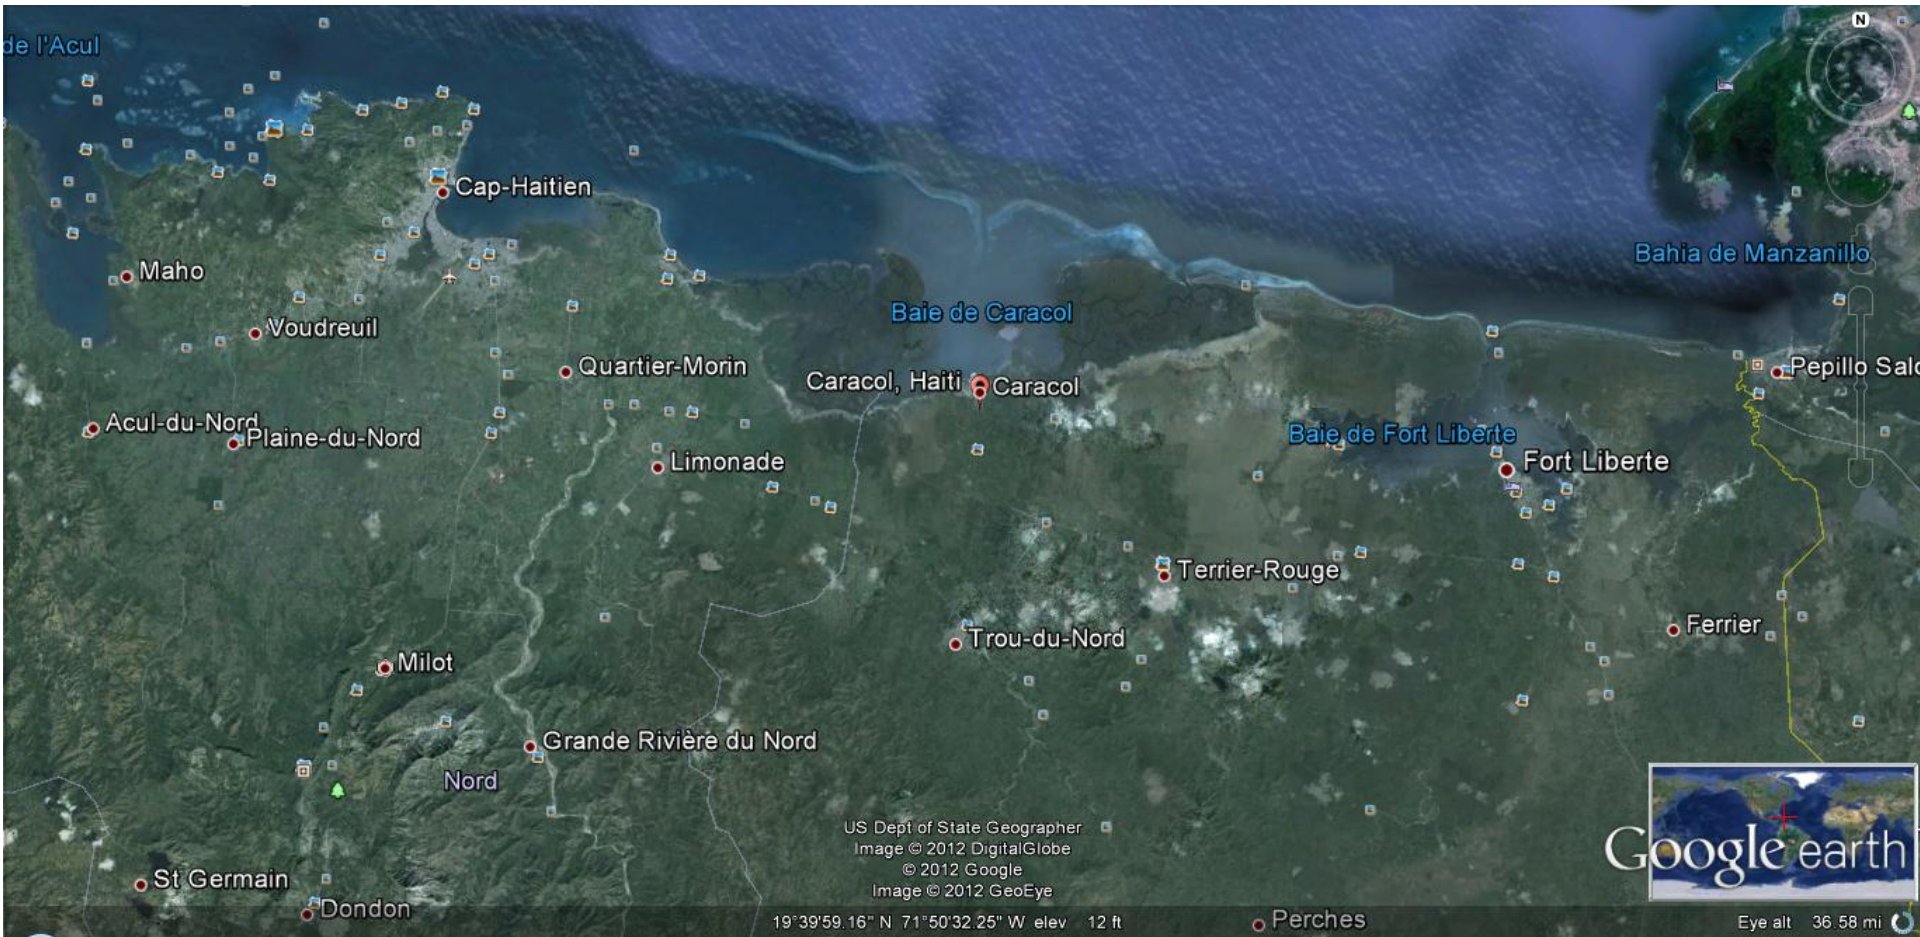 de l'Acul
N
Cap-Haitien
Bahia de Manzanillo
Maho
Baie de Caracol
Voudreuil
Quartier-Morin
Pepillo Salc
Caracol, Haiti
Caracol
Acul-du-Nord
Plaine-du-Nord
Baie de Fort Liberte
Limonade
Fort Liberte
Terrier-Rouge
Ferrier
Trou-du-Nord
Milot
Grande Rivière du Nord
Nord
US Dept of State Geographer
Image © 2012 DigitalGlobe
© 2012 Google
Image © 2012 GeoEye
Google earth
St Germain
Dondon
Perches
19°39'59.16" N 71°50'32.25" W elev 12 ft
Eye alt 36.58 mi